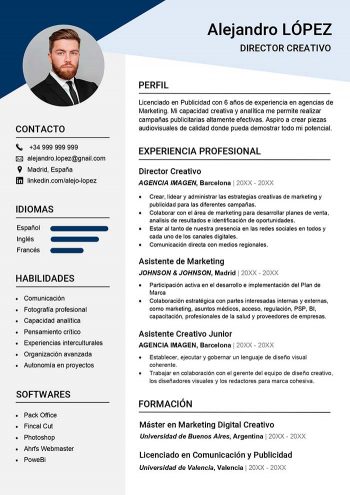 Alejandro LÓPEZ
DIRECTOR CREATIVO
CONTACTO
+34 999 999 999
alejandro.lopez@gnail.com
Madrid, España
linkedin.com/alejo-lopez
IDIOMAS
Español
Inglés
Francés
HABILIDADES
Comunicación
Fotografía profesional
Capacidad analítica
Pensamiento crítico
Experiencias interculturales
Organización avanzada
Autonomia en proyectos
SOFTWARES
Pack Office
Fincal Cut
Photoshop
Ahrfs Webmaster
PoweBi
PERFIL
Licenciado en Publicidad con 6 años de experiencia en agencias de
Marketing. Mi capacidad creativa y analítica me permite realizar
campañas publicitarias altamente efectivas. Aspiro a crear piezas
audiovisuales de calidad donde pueda demostrar todo mi potencial.
EXPERIENCIA PROFESIONAL
Director Creativo
AGENCIA IMAGEN, Barcelona | 20XX - 20XX
• Crear, lidear y administrar las estrategias creativas de marketing y
publicidad para las diferentes campañas.
• Colaborar con el área de marketing para desarrollar planes de venta,
analísis de resultados e identificación de oportunidades.
• Estar al tanto de nuestra presencia en las redes sociales en todos y
cada uno de los canales digitales.
• Comunicación directa con medios regionales.
Asistente de Marketing
JOHNSON & JOHNSON, Madrid | 20XX - 20XX
• Participación activa en el desarrollo e implementación del Plan de
Marca
• Colaboración estratégica con partes interesadas internas y externas,
como marketing, asuntos médicos, acceso, regulación, PSP, BI,
capacitación, profesionales de la salud y proveedores de empresas.
Asistente Creativo Junior
AGENCIA IMAGEN, Barcelona | 20XX - 20XX
• Establecer, ejecutar y gobernar un lenguaje de diseño visual
coherente.
• Trabajar en colaboración con el gerente del equipo de diseño creativo,
los diseñadores visuales y los redactores para marca cohesiva.
FORMACIÓN
Máster en Marketing Digital Creativo
Universidad de Buenos Aires, Argentina | 20XX - 20XX
Licenciado en Comunicación y Publicidad
Universidad de Valencia, Valencia | 20XX - 20XX